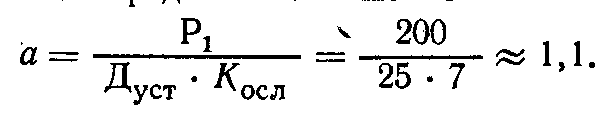 a = P₁ / (Д_уст · К_осл) = 200 / (25 · 7) ≈ 1,1.